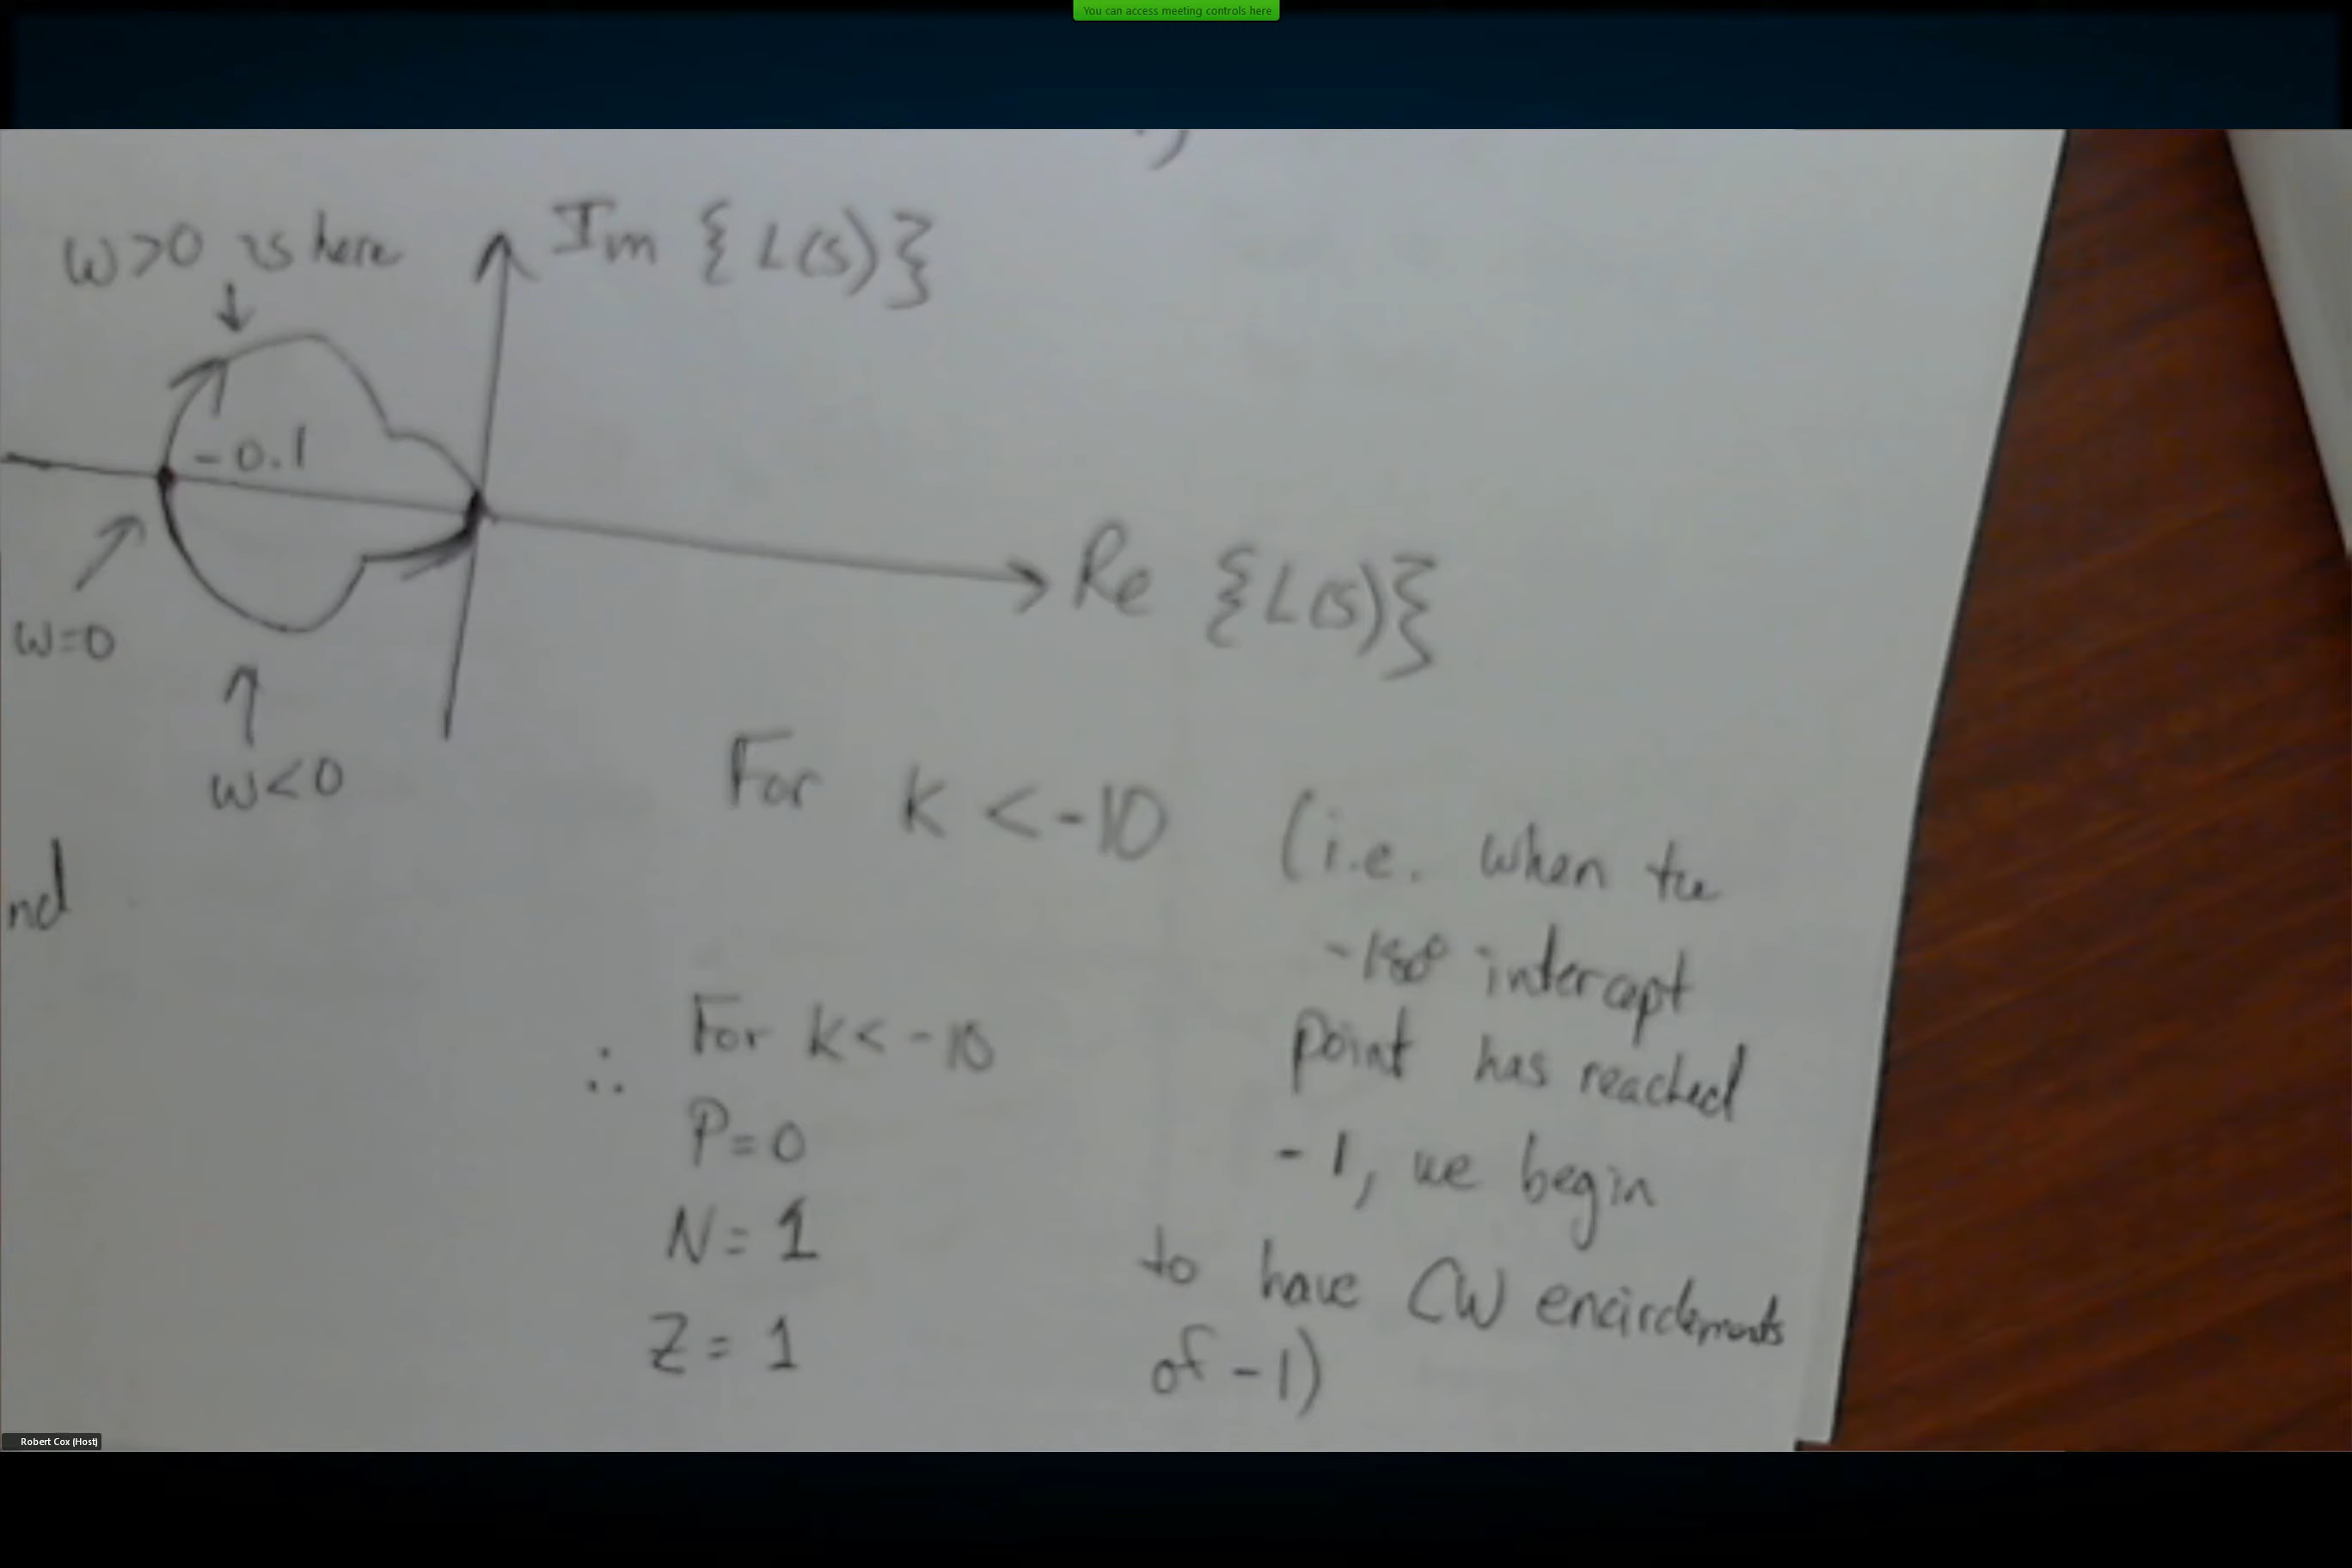 You can access meeting controls here
Im {L(s)}
w>0 is here
↓
-0.1
Re {L(s)}
w=0
↑
w<0
For K <-10 (i.e. when the
nd
-180° intercept
∴ For K< -10
point has reached
P=0
-1, we begin
N= 1
to have CW encirclements
Z= 1
of -1)
Robert Cox (Host)